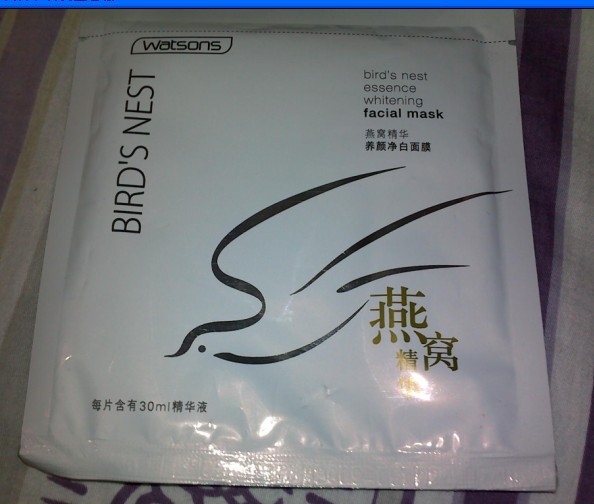 watsons
BIRD'S NEST
bird's nest
essence
whitening
facial mask
燕窝精华
养颜净白面膜
燕窝
精华
每片含有30ml精华液